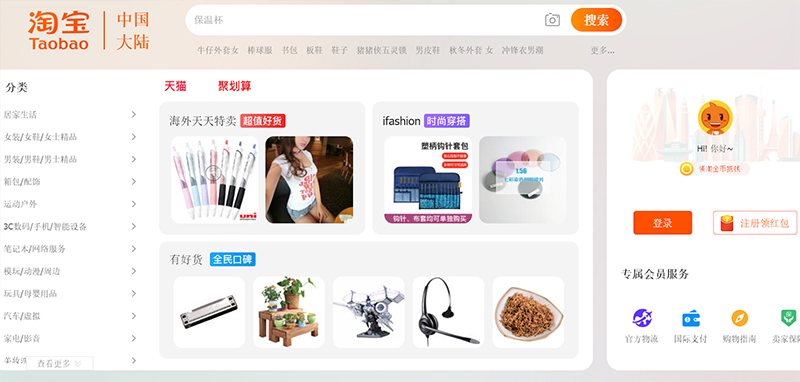 淘宝
Taobao
中国
大陆
保温杯
搜索
牛仔外套女 棒球服 书包 板鞋 鞋子 猪猪侠五灵锁 男皮鞋 秋冬外套 女 冲锋衣男潮 更多...
分类
居家生活
女装/女鞋/女士精品
男装/男鞋/男士精品
箱包/配饰
运动户外
3C数码/手机/智能设备
笔记本/网络服务
模玩/动漫/周边
玩具/母婴用品
汽车/虚拟
家电/影音
查看更多
天猫 聚划算
海外天天特卖 超值好货
uni
ifashion 时尚穿搭
塑柄钩针套包
钩针、布套均可单独购买
1.56
有好货 全民口碑
Hi! 你好~
登录 注册领红包
专属会员服务
官方物流 国际支付 购物指南 卖家保障